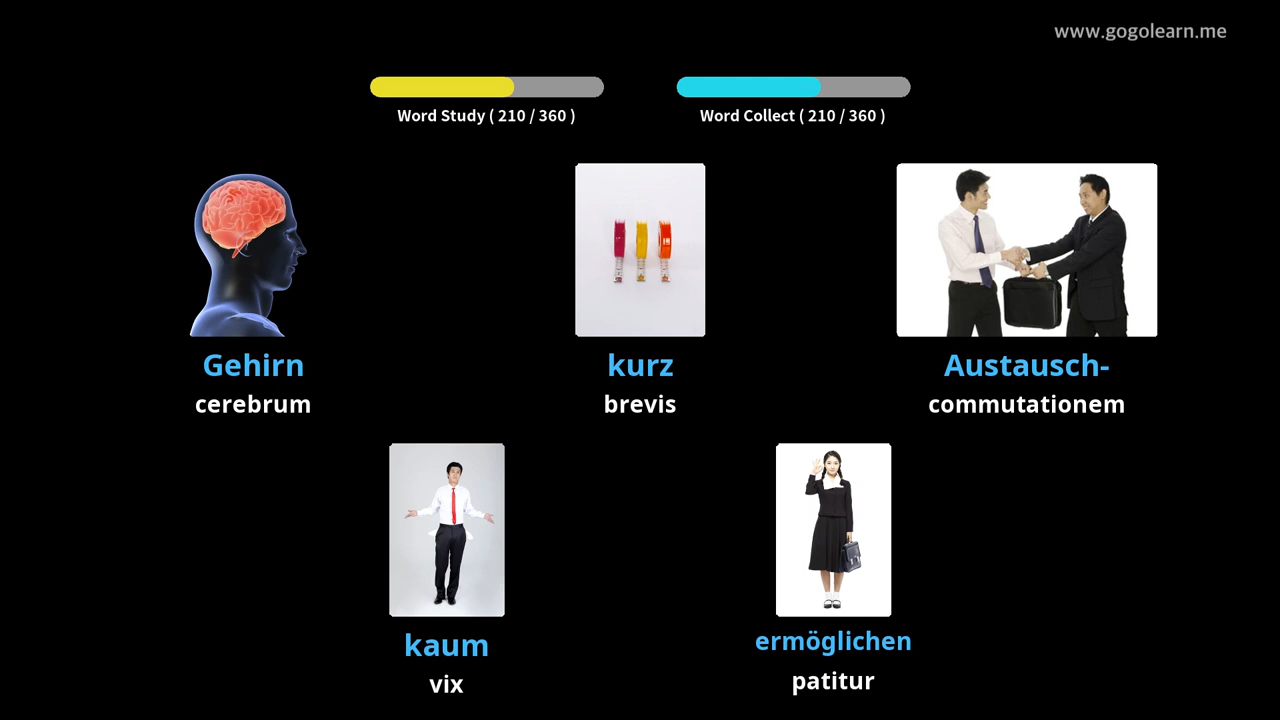 www.gogolearn.me
Word Study ( 210 / 360 )
Word Collect ( 210 / 360 )
Gehirn
cerebrum
kurz
brevis
Austausch-
commutationem
kaum
vix
ermöglichen
patitur